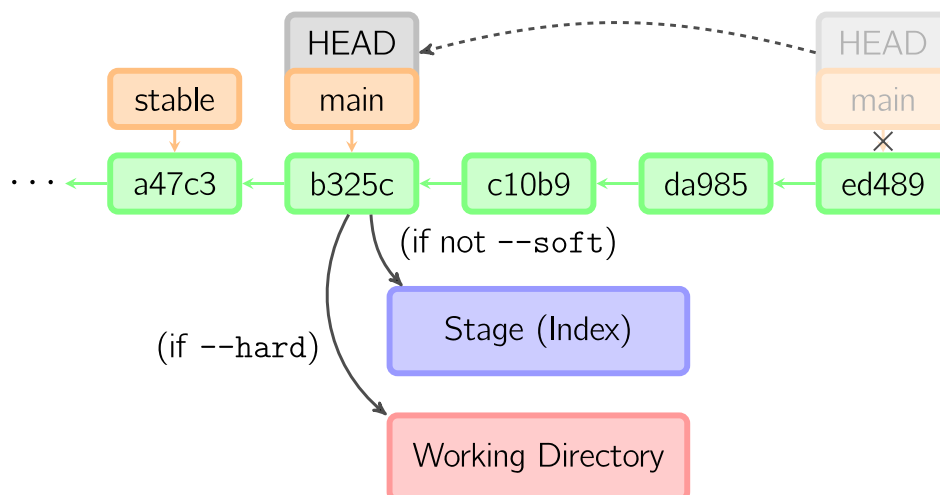 HEAD
HEAD
stable
main
main
...
a47c3
b325c
c10b9
da985
ed489
(if not --soft)
Stage (Index)
(if --hard)
Working Directory